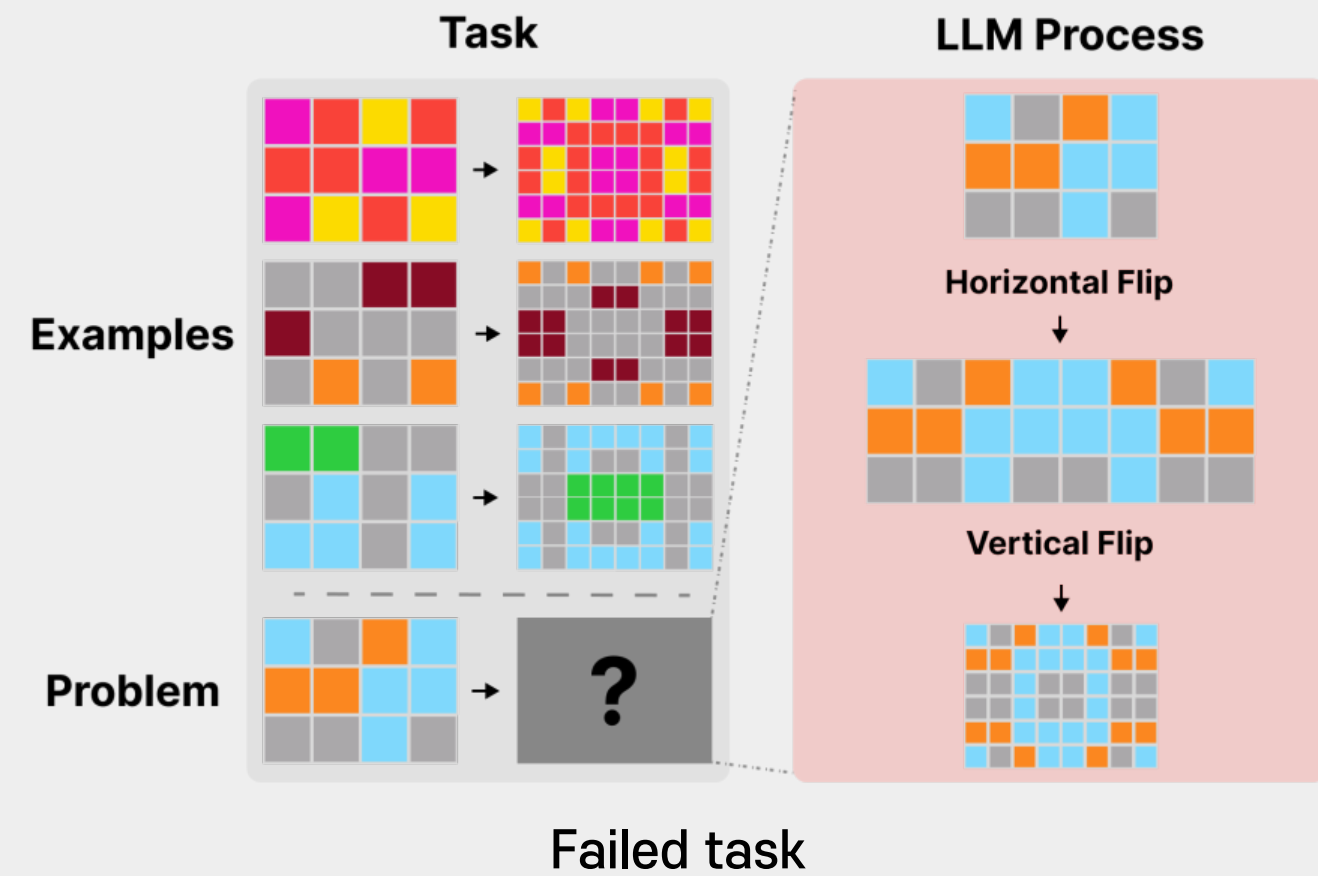 Task
LLM Process
Examples
Horizontal Flip
Vertical Flip
Problem
?
Failed task